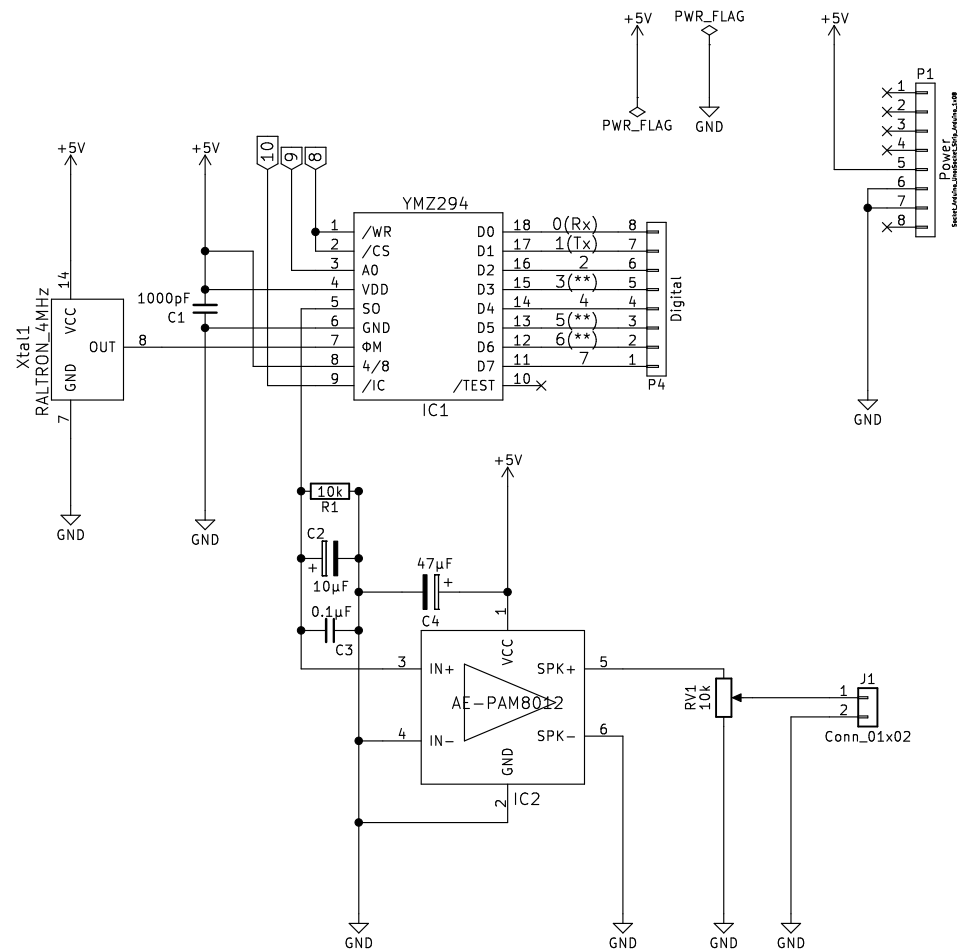 +5V
PWR_FLAG
+5V
P1
1
2
3
4
5
6
7
8
Power
PWR_FLAG
GND
GND
+5V
+5V
10
9
8
YMZ294
1 /WR
2 /CS
3 A0
4 VDD
5 SO
6 GND
7 ΦM
8 4/8
9 /IC
D0 18 0(Rx) 8
D1 17 1(Tx) 7
D2 16 2 6
D3 15 3(**) 5
D4 14 4 4
D5 13 5(**) 3
D6 12 6(**) 2
D7 11 7 1
/TEST 10
IC1
Digital
P4
14
VCC
1000pF
C1
Xtal1
RALTRON_4MHz
OUT
8
GND
7
GND
GND
+5V
10k
R1
C2
+
10µF
0.1µF
C3
47µF
+
C4
1
VCC
3 IN+
SPK+ 5
AE-PAM8012
4 IN-
SPK- 6
GND
2
IC2
RV1
10k
J1
1
2
Conn_01x02
GND
GND
GND
GND